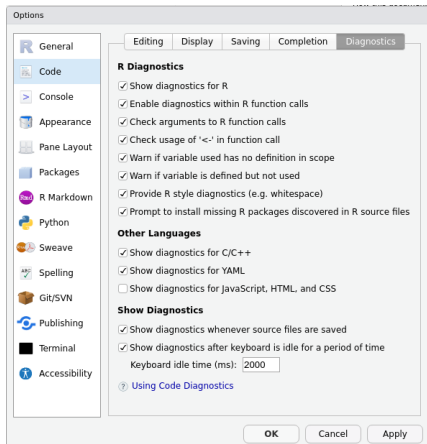 Options
General
Code
Console
Appearance
Pane Layout
Packages
R Markdown
Python
Sweave
Spelling
Git/SVN
Publishing
Terminal
Accessibility
Editing
Display
Saving
Completion
Diagnostics
R Diagnostics
Show diagnostics for R
Enable diagnostics within R function calls
Check arguments to R function calls
Check usage of '<-' in function call
Warn if variable used has no definition in scope
Warn if variable is defined but not used
Provide R style diagnostics (e.g. whitespace)
Prompt to install missing R packages discovered in R source files
Other Languages
Show diagnostics for C/C++
Show diagnostics for YAML
Show diagnostics for JavaScript, HTML, and CSS
Show Diagnostics
Show diagnostics whenever source files are saved
Show diagnostics after keyboard is idle for a period of time
Keyboard idle time (ms): 2000
? Using Code Diagnostics
OK
Cancel
Apply